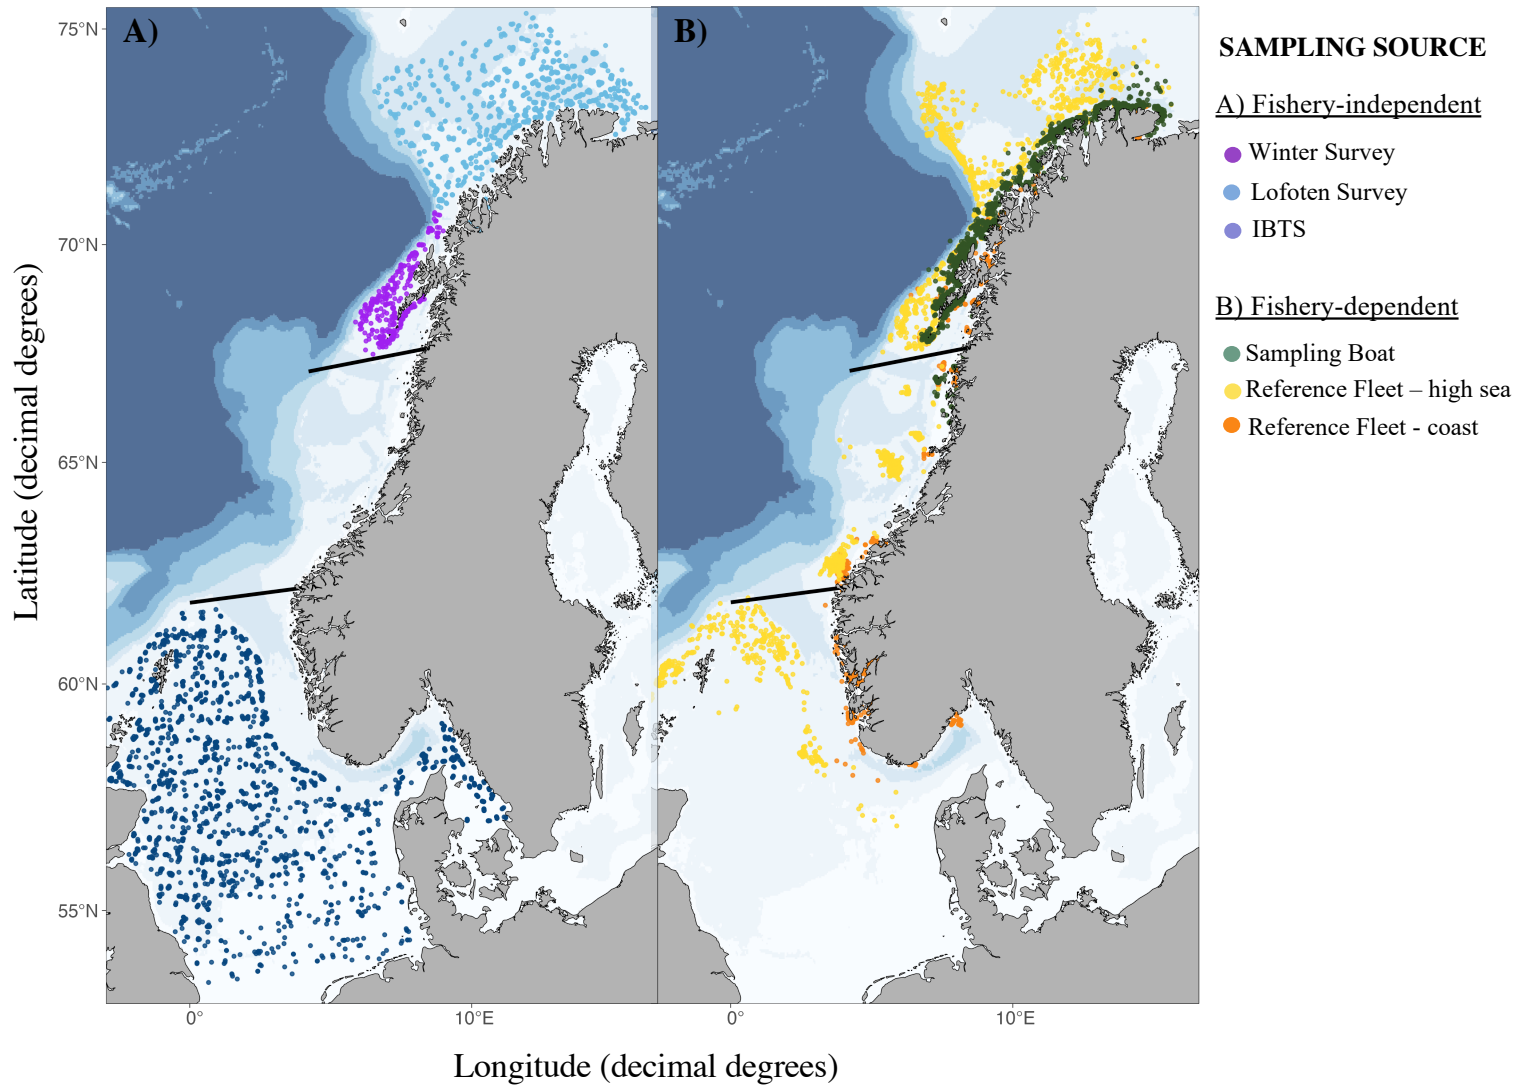 A)
B)
75°N
70°N
65°N
60°N
55°N
0°
10°E
0°
10°E
Latitude (decimal degrees)
Longitude (decimal degrees)
SAMPLING SOURCE
A) Fishery-independent
Winter Survey
Lofoten Survey
IBTS
B) Fishery-dependent
Sampling Boat
Reference Fleet – high sea
Reference Fleet - coast